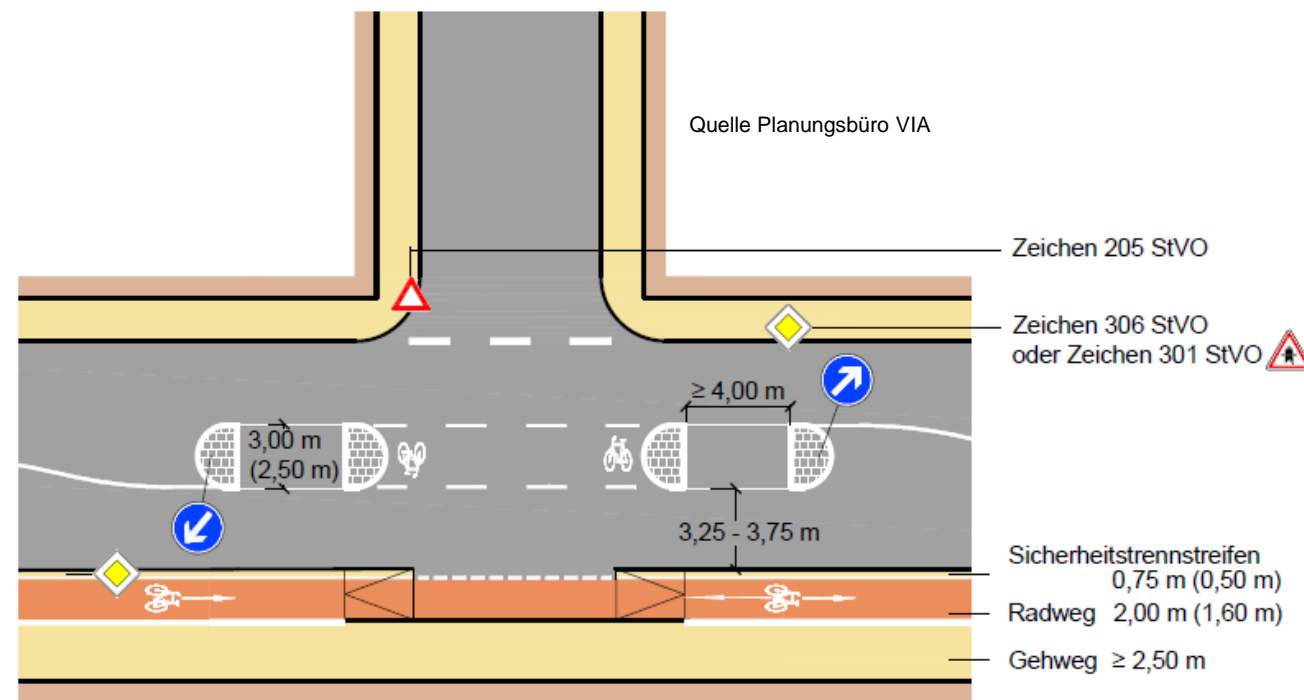 Quelle Planungsbüro VIA
Zeichen 205 StVO
Zeichen 306 StVO
oder Zeichen 301 StVO
≥ 4,00 m
3,00 m
(2,50 m)
3,25 - 3,75 m
Sicherheitstrennstreifen
0,75 m (0,50 m)
Radweg 2,00 m (1,60 m)
Gehweg ≥ 2,50 m